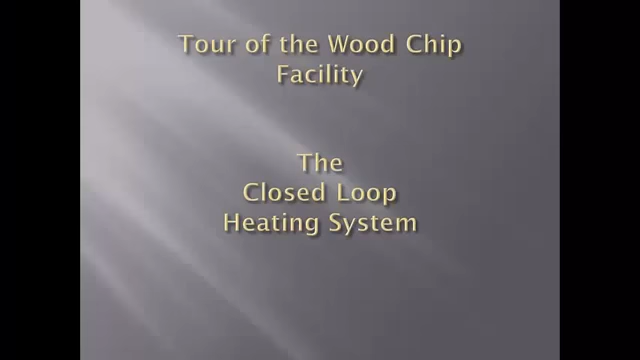 Tour of the Wood Chip
Facility
The
Closed Loop
Heating System